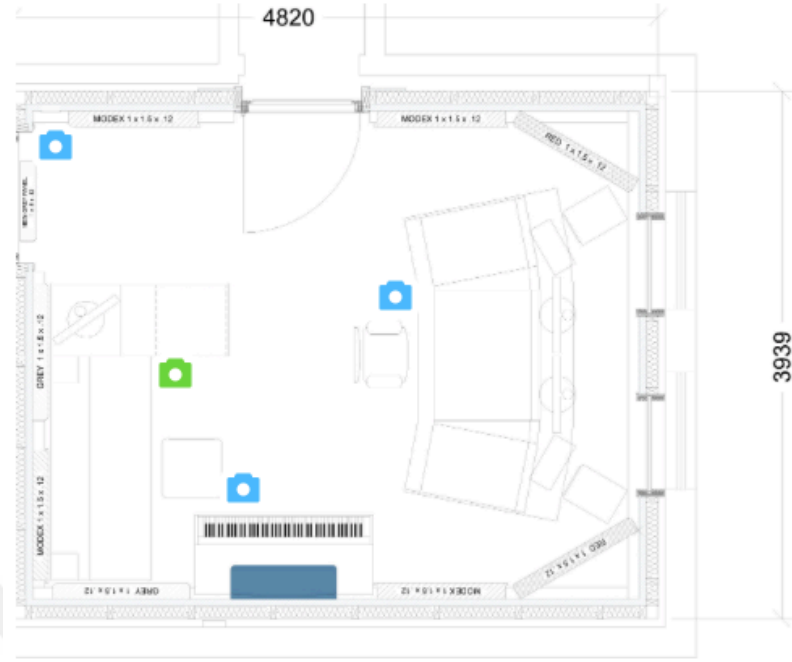 4820
MODEX 1 x 1.5 x .12
MODEX 1 x 1.5 x .12
RED 1 x 1.5 x .12
GREY 1 x 1.5 x .12
3939
MODEX 1 x 1.5 x .12
GREY 1 x 1.5 x .12
MODEX 1 x 1.5 x .12
RED 1 x 1.5 x .12